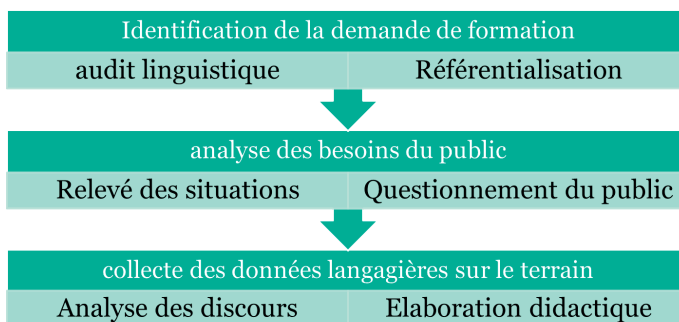 Identification de la demande de formation
audit linguistique Référentialisation
analyse des besoins du public
Relevé des situations Questionnement du public
collecte des données langagières sur le terrain
Analyse des discours Elaboration didactique